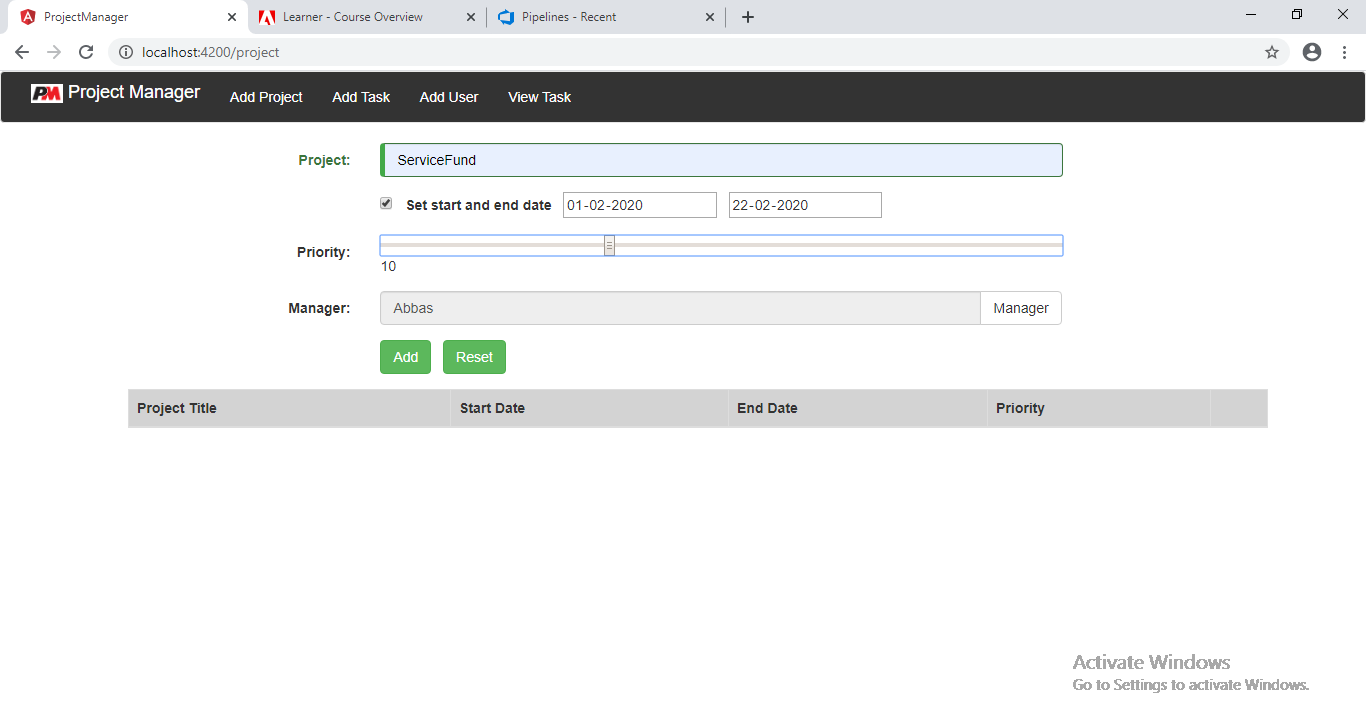 ProjectManager Learner - Course Overview Pipelines - Recent
localhost:4200/project
PM Project Manager Add Project Add Task Add User View Task
Project: ServiceFund
Set start and end date 01-02-2020 22-02-2020
Priority:
10
Manager: Abbas Manager
Add Reset
Project Title Start Date End Date Priority
Activate Windows
Go to Settings to activate Windows.